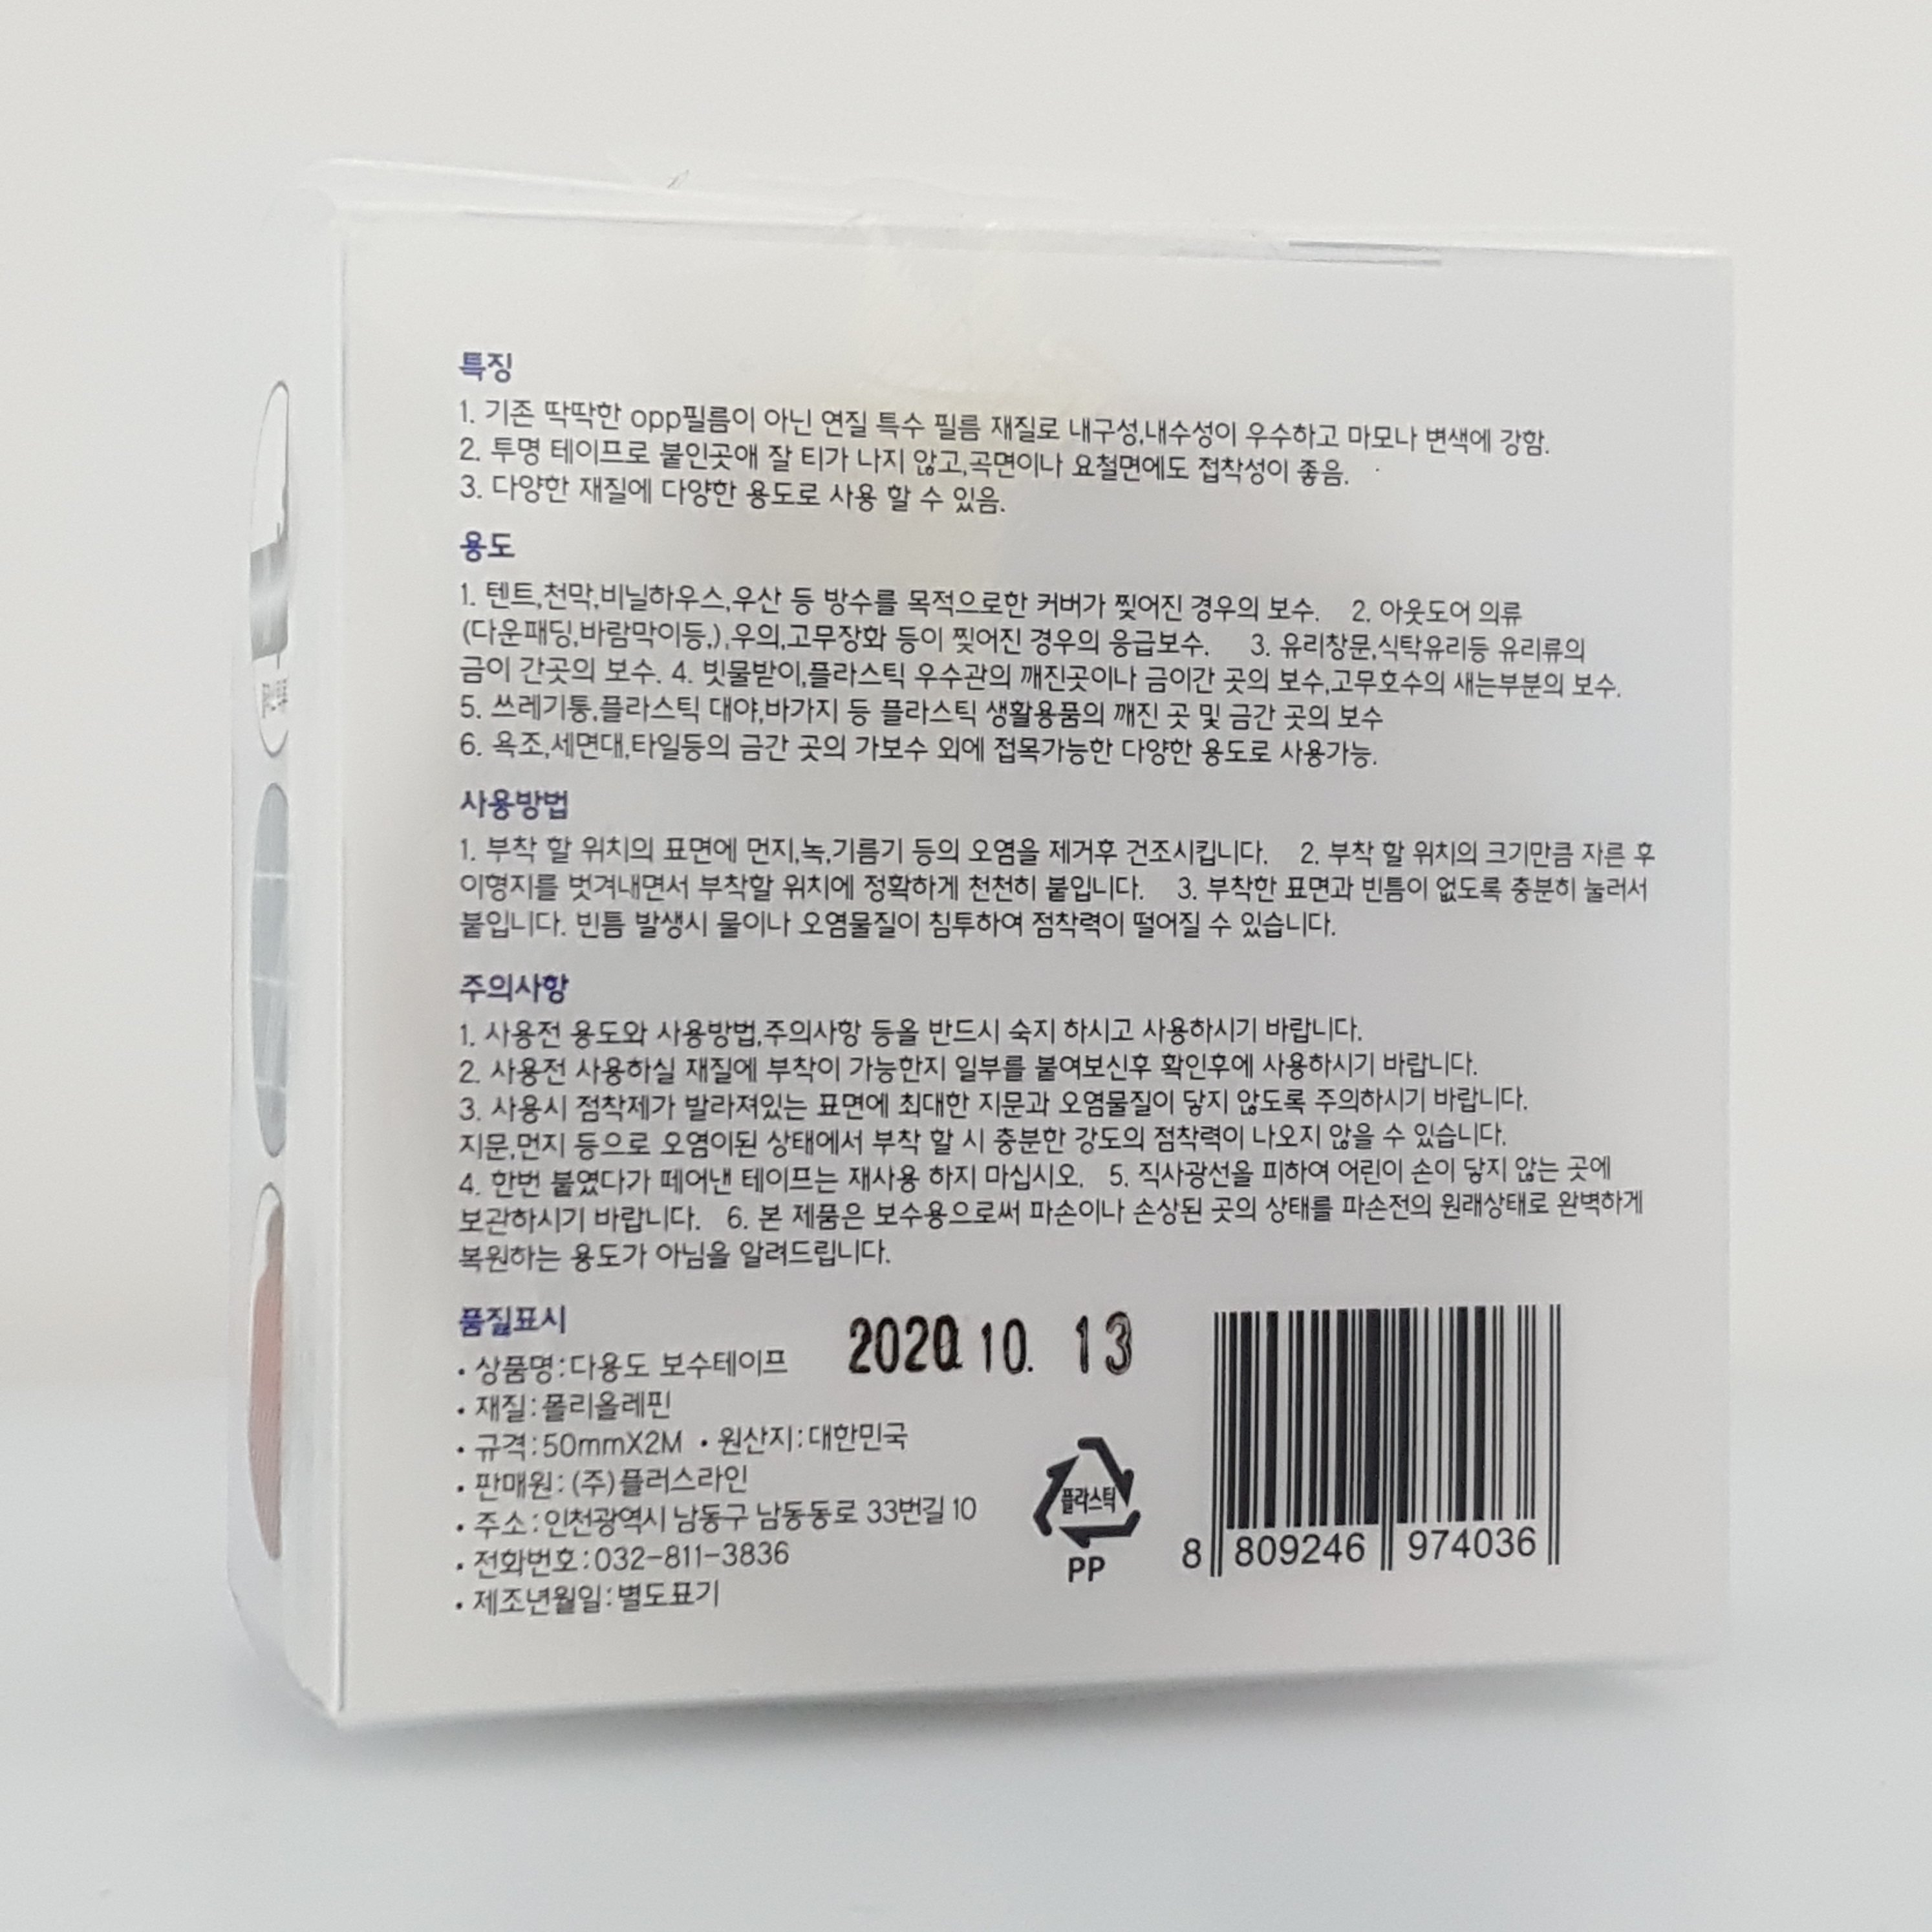 특징
1. 기존 딱딱한 opp필름이 아닌 연질 특수 필름 재질로 내구성,내수성이 우수하고 마모나 변색에 강함.
2. 투명 테이프로 붙인곳애 잘 티가 나지 않고,곡면이나 요철면에도 접착성이 좋음.
3. 다양한 재질에 다양한 용도로 사용 할 수 있음.
용도
1. 텐트,천막,비닐하우스,우산 등 방수를 목적으로한 커버가 찢어진 경우의 보수. 2. 아웃도어 의류
(다운패딩,바람막이등,),우의,고무장화 등이 찢어진 경우의 응급보수. 3. 유리창문,식탁유리등 유리류의
금이 간곳의 보수. 4. 빗물받이,플라스틱 우수관의 깨진곳이나 금이간 곳의 보수,고무호수의 새는부분의 보수.
5. 쓰레기통,플라스틱 대야,바가지 등 플라스틱 생활용품의 깨진 곳 및 금간 곳의 보수
6. 욕조,세면대,타일등의 금간 곳의 가보수 외에 접목가능한 다양한 용도로 사용가능.
사용방법
1. 부착 할 위치의 표면에 먼지,녹,기름기 등의 오염을 제거후 건조시킵니다. 2. 부착 할 위치의 크기만큼 자른 후
이형지를 벗겨내면서 부착할 위치에 정확하게 천천히 붙입니다. 3. 부착한 표면과 빈틈이 없도록 충분히 눌러서
붙입니다. 빈틈 발생시 물이나 오염물질이 침투하여 점착력이 떨어질 수 있습니다.
주의사항
1. 사용전 용도와 사용방법,주의사항 등을 반드시 숙지 하시고 사용하시기 바랍니다.
2. 사용전 사용하실 재질에 부착이 가능한지 일부를 붙여보신후 확인후에 사용하시기 바랍니다.
3. 사용시 점착제가 발라져있는 표면에 최대한 지문과 오염물질이 닿지 않도록 주의하시기 바랍니다.
지문,먼지 등으로 오염이된 상태에서 부착 할 시 충분한 강도의 점착력이 나오지 않을 수 있습니다.
4. 한번 붙였다가 떼어낸 테이프는 재사용 하지 마십시오. 5. 직사광선을 피하여 어린이 손이 닿지 않는 곳에
보관하시기 바랍니다. 6. 본 제품은 보수용으로써 파손이나 손상된 곳의 상태를 파손전의 원래상태로 완벽하게
복원하는 용도가 아님을 알려드립니다.
품질표시
• 상품명:다용도 보수테이프
• 재질:폴리올레핀
• 규격:50mmX2M • 원산지:대한민국
• 판매원:(주)플러스라인
• 주소:인천광역시 남동구 남동동로 33번길 10
• 전화번호:032-811-3836
• 제조년월일:별도표기
2020.10. 13
플라스틱
PP
8 809246 974036